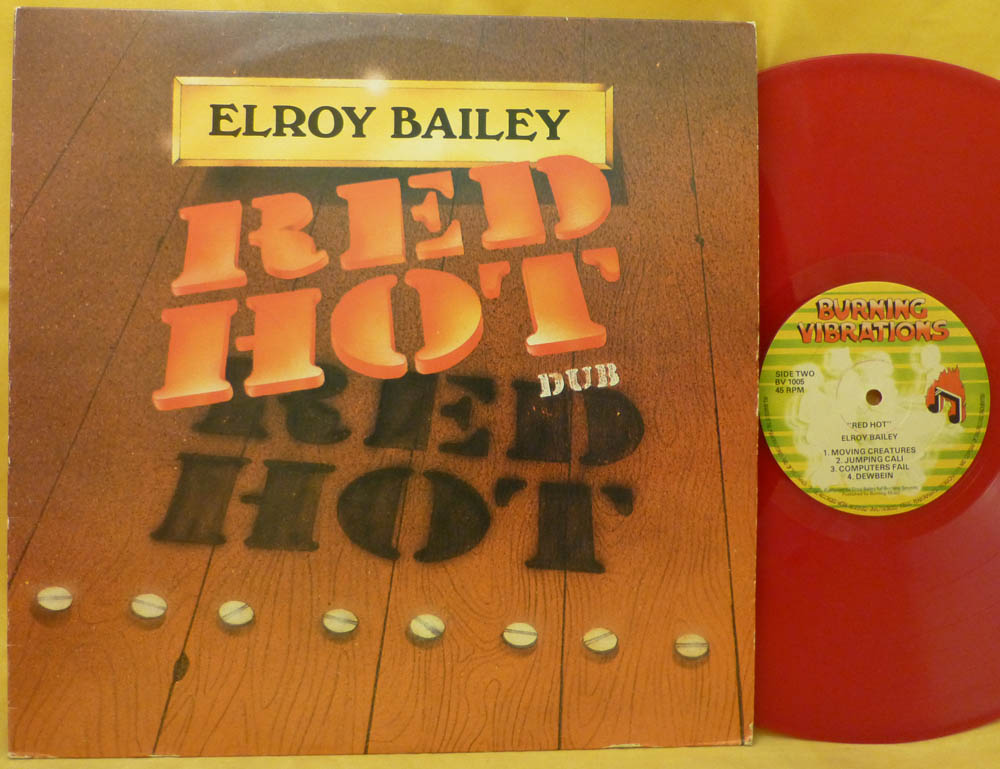 ELROY BAILEY
RED
HOT
DUB
RED
HOT
BURNING
VIBRATIONS
SIDE TWO
BV 1005
45 RPM
"RED HOT"
ELROY BAILEY
1. MOVING CREATURES
2. JUMPING CALI
3. COMPUTERS FAIL
4. DEWBEIN